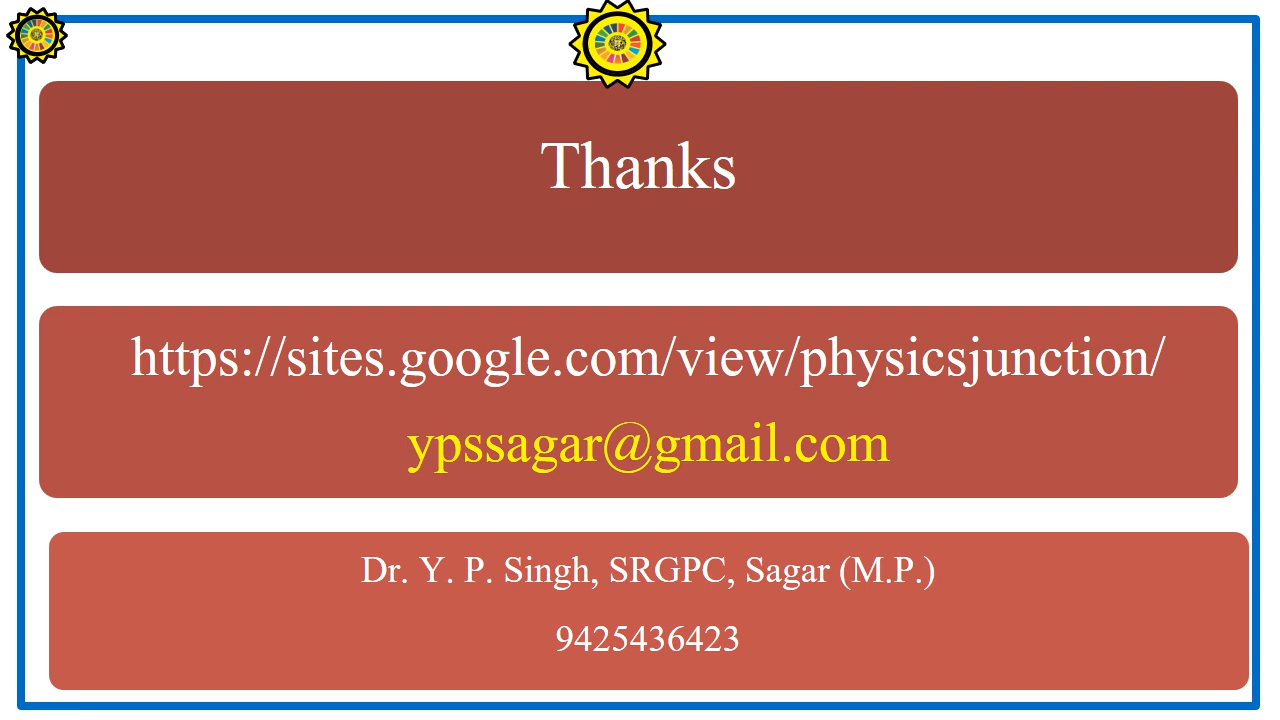 Thanks
https://sites.google.com/view/physicsjunction/
ypssagar@gmail.com
Dr. Y. P. Singh, SRGPC, Sagar (M.P.)
9425436423